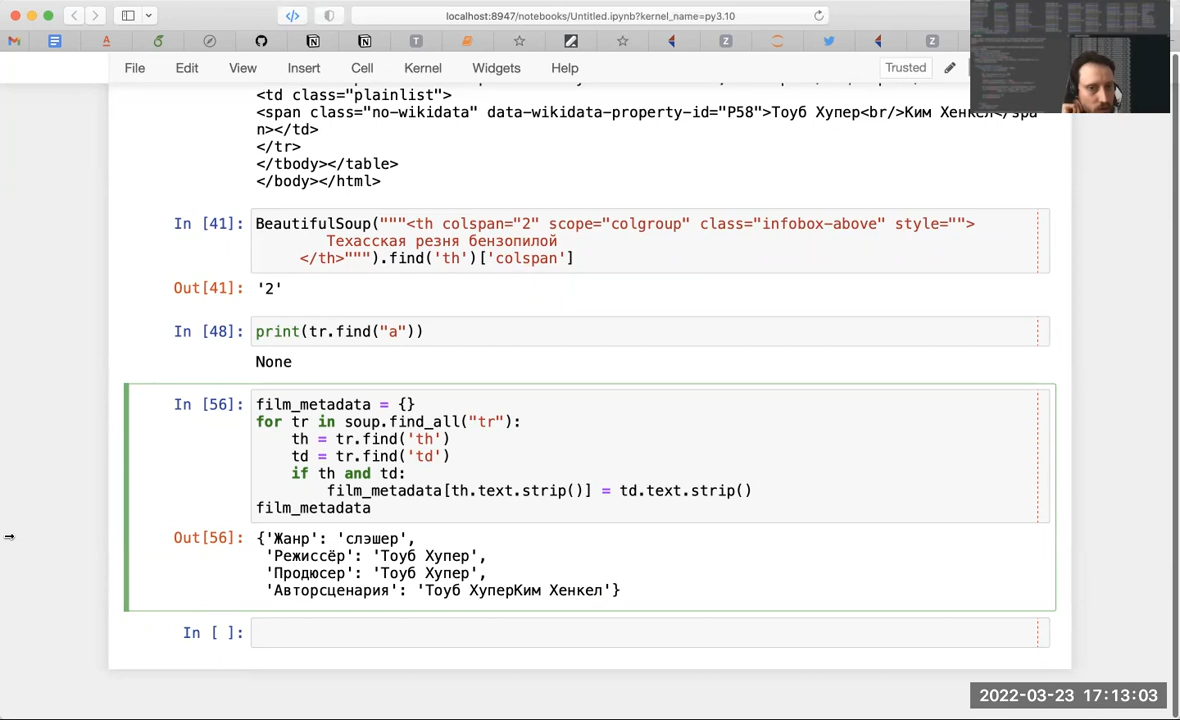 localhost:8947/notebooks/Untitled.ipynb?kernel_name=py3.10
File Edit View Insert Cell Kernel Widgets Help Trusted
<td class="plainlist">
<span class="no-wikidata" data-wikidata-property-id="P58">Тоуб Хупер<br/>Ким Хенкел</spa
n></td>
</tr>
</tbody></table>
</body></html>
In [41]: BeautifulSoup("""<th colspan="2" scope="colgroup" class="infobox-above" style="">
Техасская резня бензопилой
</th>""").find('th')['colspan']
Out[41]: '2'
In [48]: print(tr.find("a"))
None
In [56]: film_metadata = {}
for tr in soup.find_all("tr"):
th = tr.find('th')
td = tr.find('td')
if th and td:
film_metadata[th.text.strip()] = td.text.strip()
film_metadata
Out[56]: {'Жанр': 'слэшер',
'Режиссёр': 'Тоуб Хупер',
'Продюсер': 'Тоуб Хупер',
'Авторсценария': 'Тоуб ХуперКим Хенкел'}
In [ ]:
2022-03-23 17:13:03